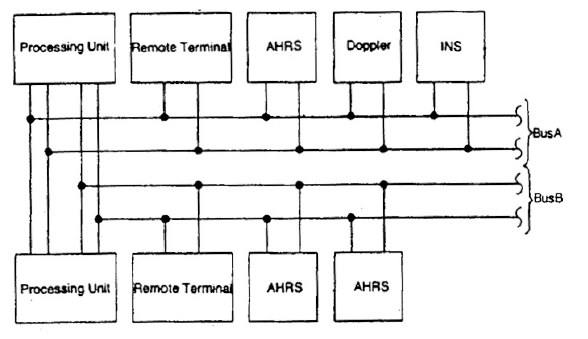 Processing Unit
Remote Terminal
AHRS
Doppler
INS
BusA
BusB
Processing Unit
Remote Terminal
AHRS
AHRS